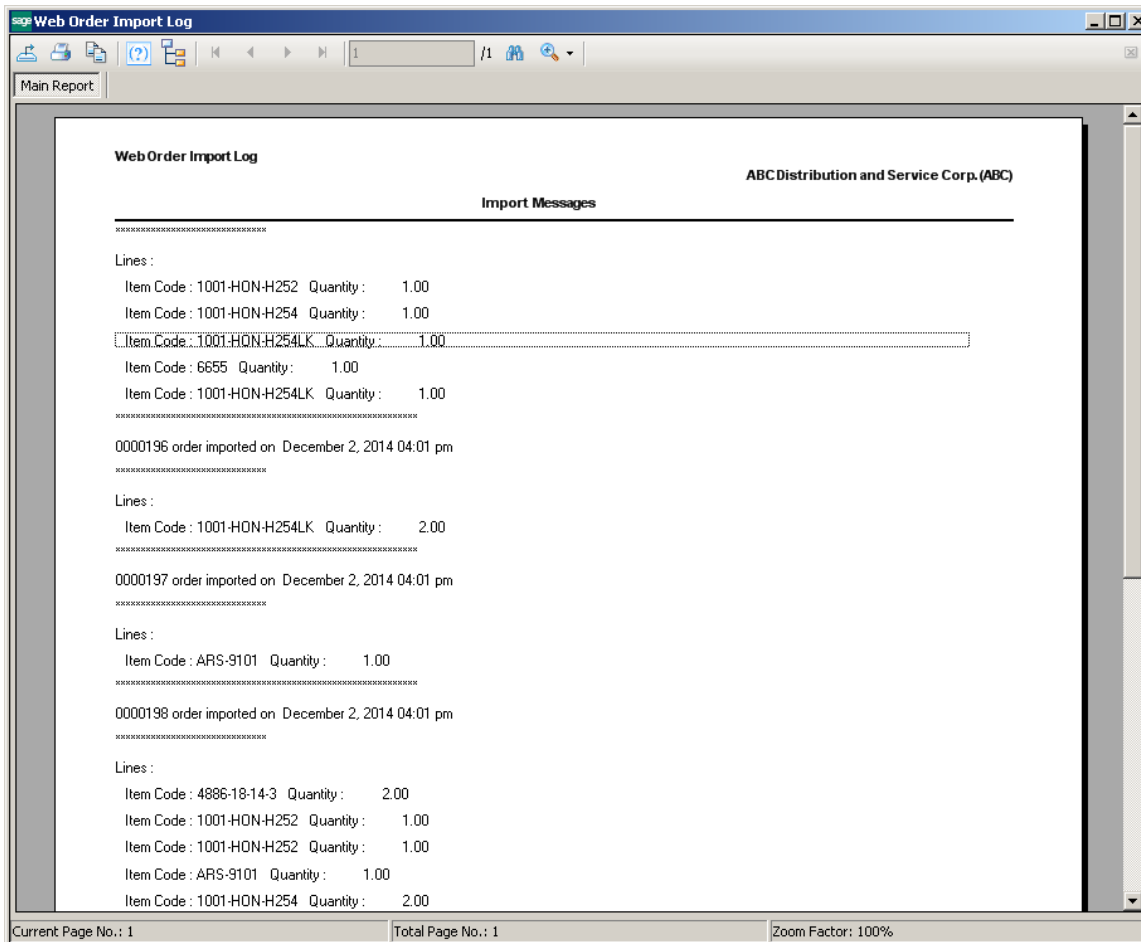 sage Web Order Import Log
1 /1
Main Report
Web Order Import Log
ABC Distribution and Service Corp. (ABC)
Import Messages
******************************
Lines :
Item Code : 1001-HON-H252 Quantity : 1.00
Item Code : 1001-HON-H254 Quantity : 1.00
Item Code : 1001-HON-H254LK Quantity : 1.00
Item Code : 6655 Quantity : 1.00
Item Code : 1001-HON-H254LK Quantity : 1.00
************************************************************
0000196 order imported on December 2, 2014 04:01 pm
******************************
Lines :
Item Code : 1001-HON-H254LK Quantity : 2.00
************************************************************
0000197 order imported on December 2, 2014 04:01 pm
******************************
Lines :
Item Code : ARS-9101 Quantity : 1.00
************************************************************
0000198 order imported on December 2, 2014 04:01 pm
******************************
Lines :
Item Code : 4886-18-14-3 Quantity : 2.00
Item Code : 1001-HON-H252 Quantity : 1.00
Item Code : 1001-HON-H252 Quantity : 1.00
Item Code : ARS-9101 Quantity : 1.00
Item Code : 1001-HON-H254 Quantity : 2.00
Current Page No.: 1 Total Page No.: 1 Zoom Factor: 100%